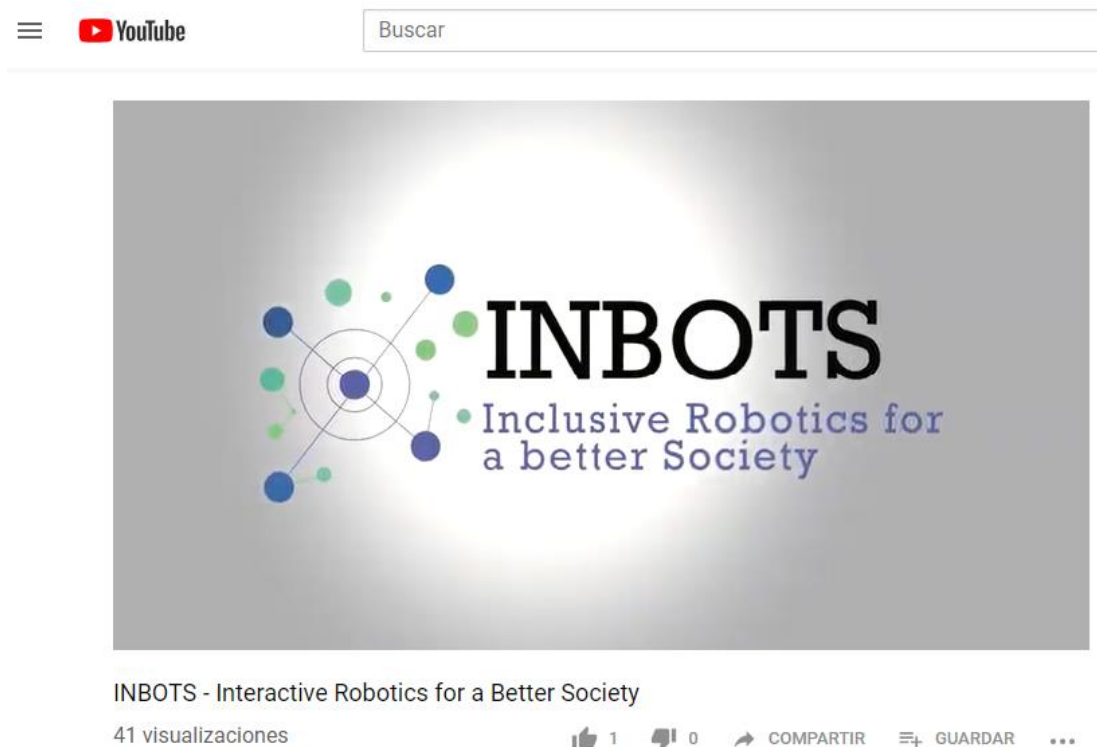 YouTube
Buscar
INBOTS
Inclusive Robotics for
a better Society
INBOTS - Interactive Robotics for a Better Society
41 visualizaciones
1
0
COMPARTIR
GUARDAR